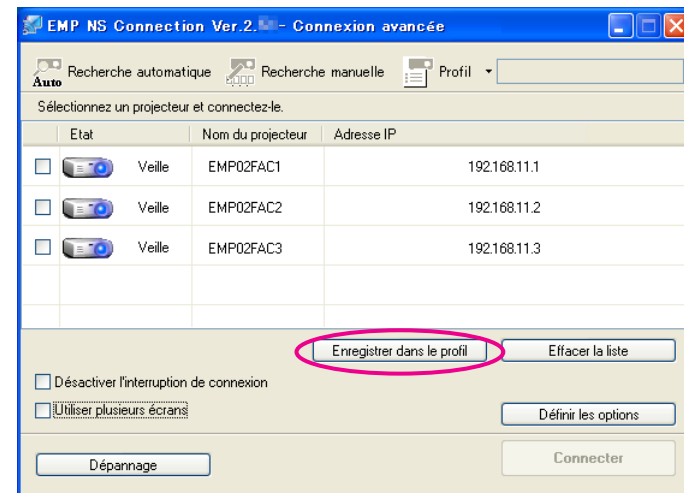 EMP NS Connection Ver.2. - Connexion avancée
Auto Recherche automatique Recherche manuelle Profil
Sélectionnez un projecteur et connectez-le.
Etat Nom du projecteur Adresse IP
Veille EMP02FAC1 192.168.11.1
Veille EMP02FAC2 192.168.11.2
Veille EMP02FAC3 192.168.11.3
Enregistrer dans le profil Effacer la liste
Désactiver l'interruption de connexion
Utiliser plusieurs écrans Définir les options
Dépannage Connecter